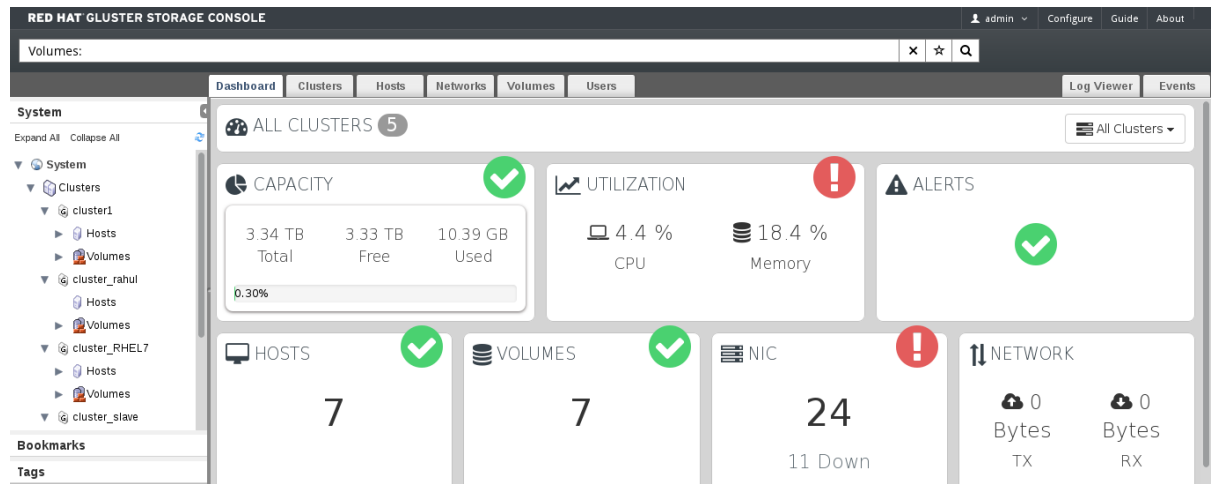 RED HAT GLUSTER STORAGE CONSOLE
admin Configure Guide About
Volumes:
Dashboard Clusters Hosts Networks Volumes Users Log Viewer Events
System
Expand All Collapse All
System
Clusters
cluster1
Hosts
Volumes
cluster_rahul
Hosts
Volumes
cluster_RHEL7
Hosts
Volumes
cluster_slave
Bookmarks
Tags
ALL CLUSTERS 5
All Clusters
CAPACITY
3.34 TB 3.33 TB 10.39 GB
Total Free Used
0.30%
UTILIZATION
4.4 % 18.4 %
CPU Memory
ALERTS
HOSTS
7
VOLUMES
7
NIC
24
11 Down
NETWORK
0 0
Bytes Bytes
TX RX